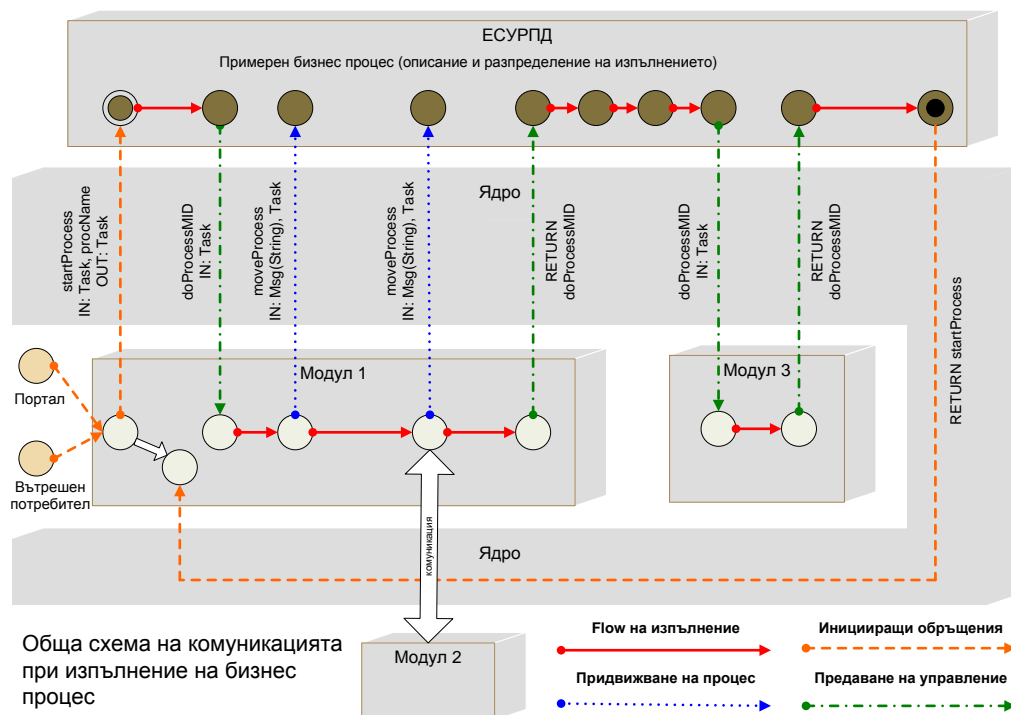 ЕСУРПД
Примерен бизнес процес (описание и разпределение на изпълнението)
Ядро
startProcess
IN: Task, procName
OUT: Task
doProcessMID
IN: Task
moveProcess
IN: Msg(String), Task
moveProcess
IN: Msg(String), Task
RETURN
doProcessMID
doProcessMID
IN: Task
RETURN
doProcessMID
RETURN startProcess
Портал
Вътрешен
потребител
Модул 1
Модул 3
комуникация
Ядро
Модул 2
Обща схема на комуникацията
при изпълнение на бизнес
процес
Flow на изпълнение
Иницииращи обръщения
Придвижване на процес
Предаване на управление